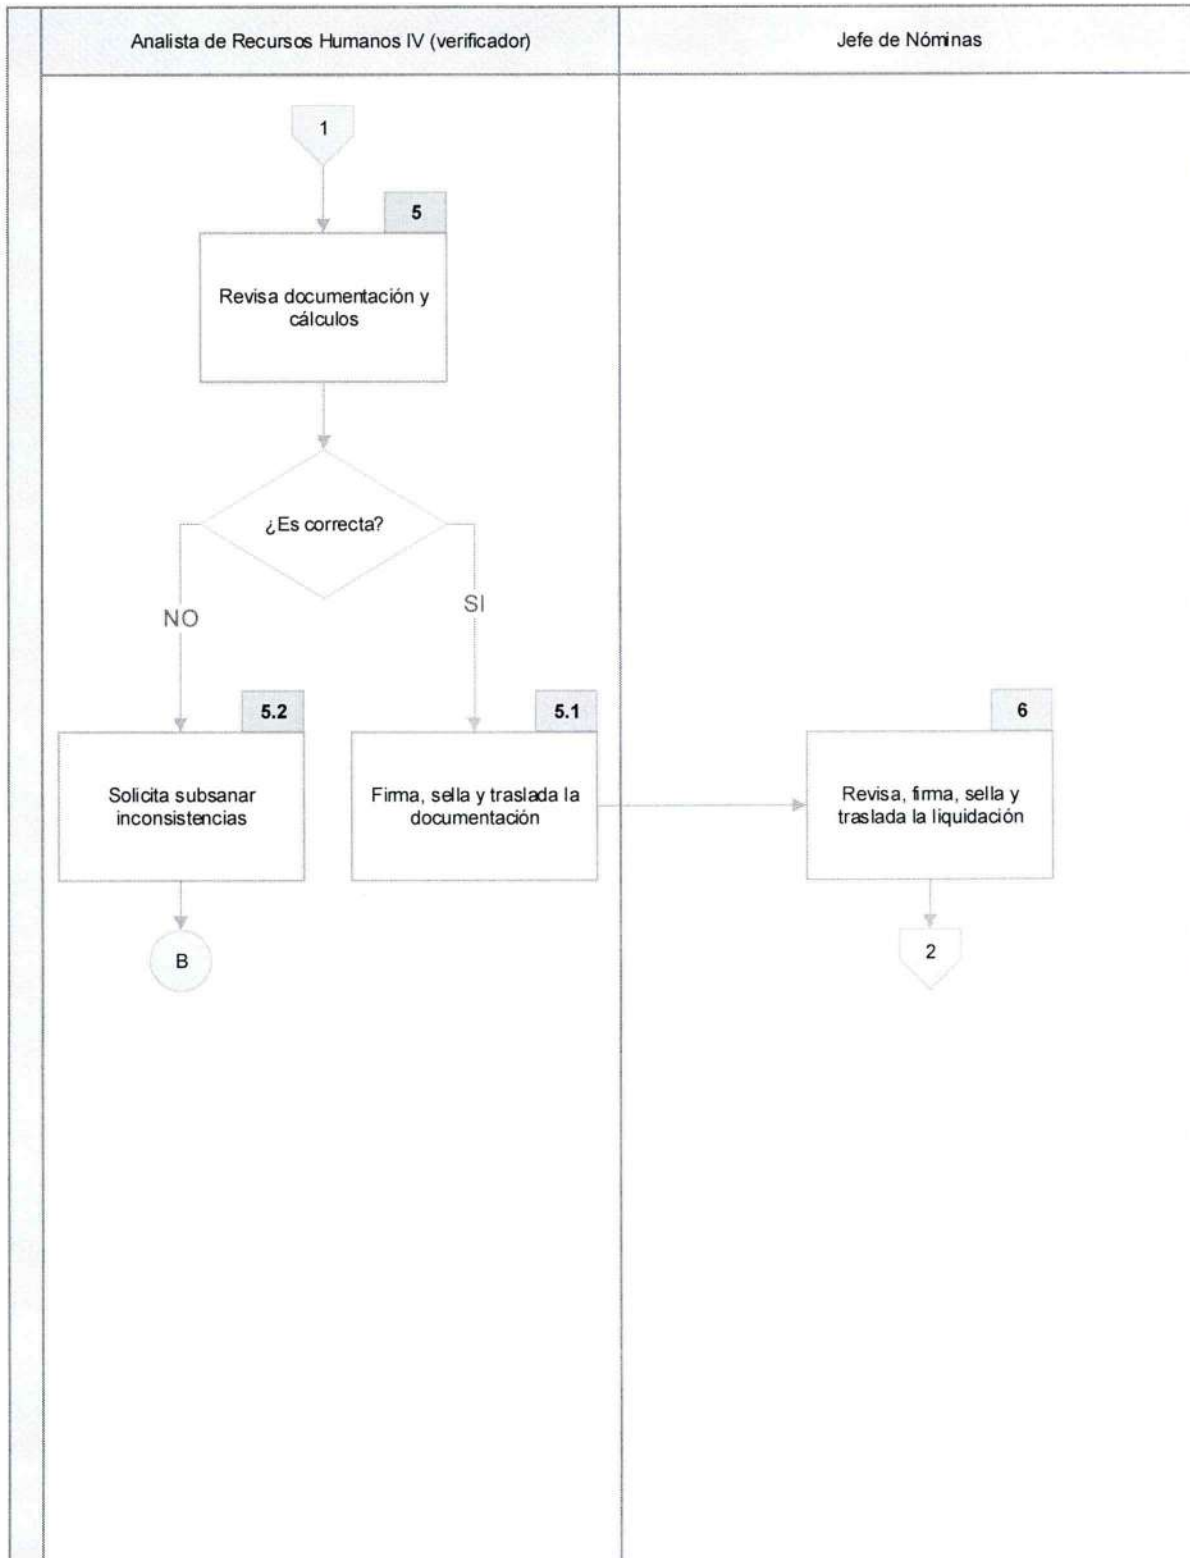 Analista de Recursos Humanos IV (verificador)
Jefe de Nóminas
1
5
Revisa documentación y
cálculos
¿Es correcta?
NO
SI
5.2
Solicita subsanar
inconsistencias
B
5.1
Firma, sella y traslada la
documentación
6
Revisa, firma, sella y
traslada la liquidación
2